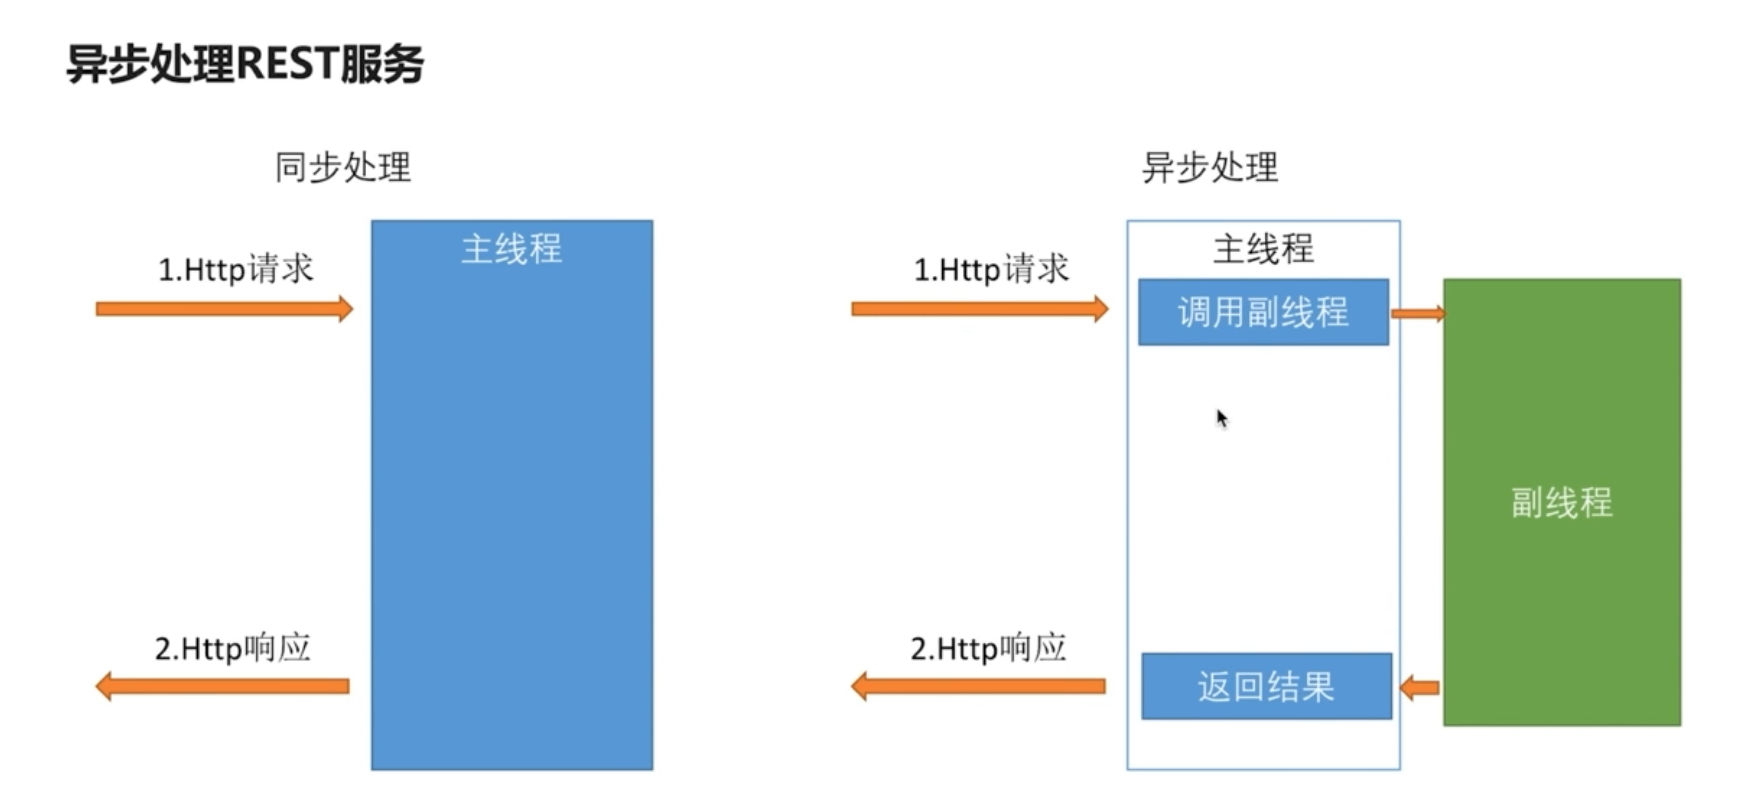 异步处理REST服务
同步处理
主线程
1.Http请求
2.Http响应
异步处理
主线程
1.Http请求
调用副线程
副线程
2.Http响应
返回结果